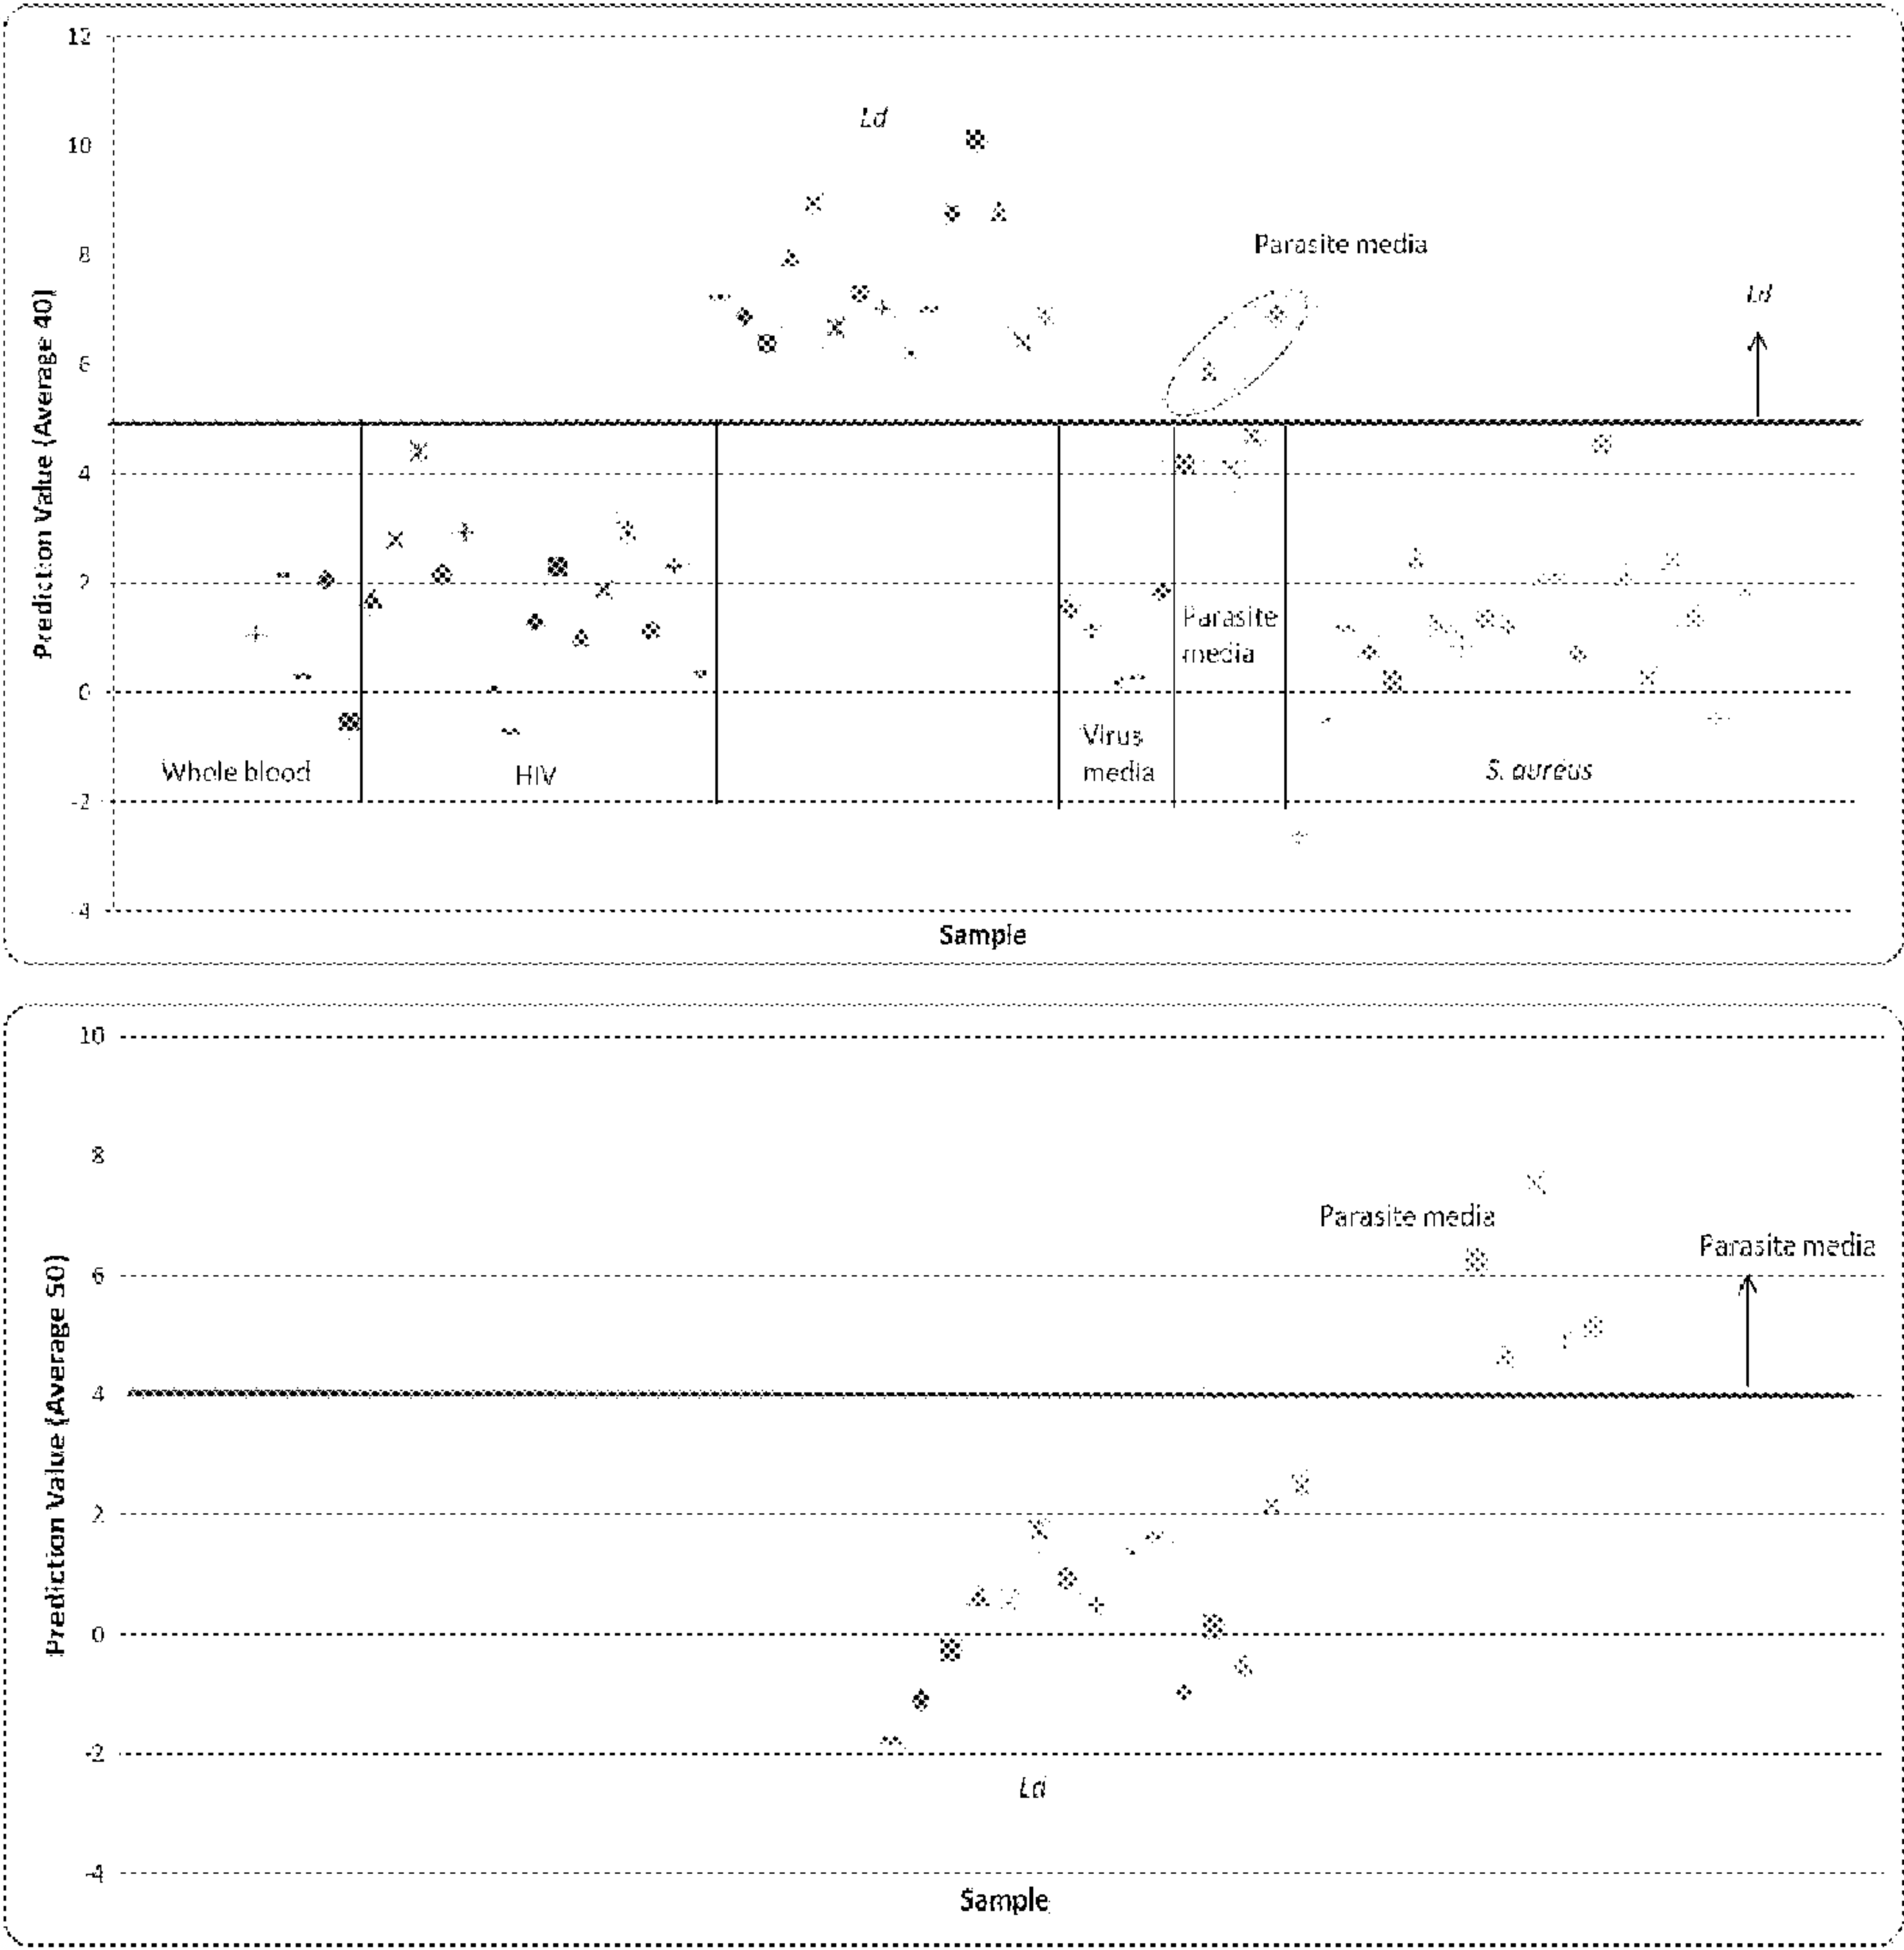 12
Ld
10
8
Parasite media
Ld
6
4
2
Parasite
media
0
Virus
media
Whole blood
HIV
S. aureus
-2
-4
Prediction Value (Average 40)
Sample
10
8
Parasite media
Parasite media
6
4
2
0
-2
Ld
-4
Prediction Value (Average 50)
Sample